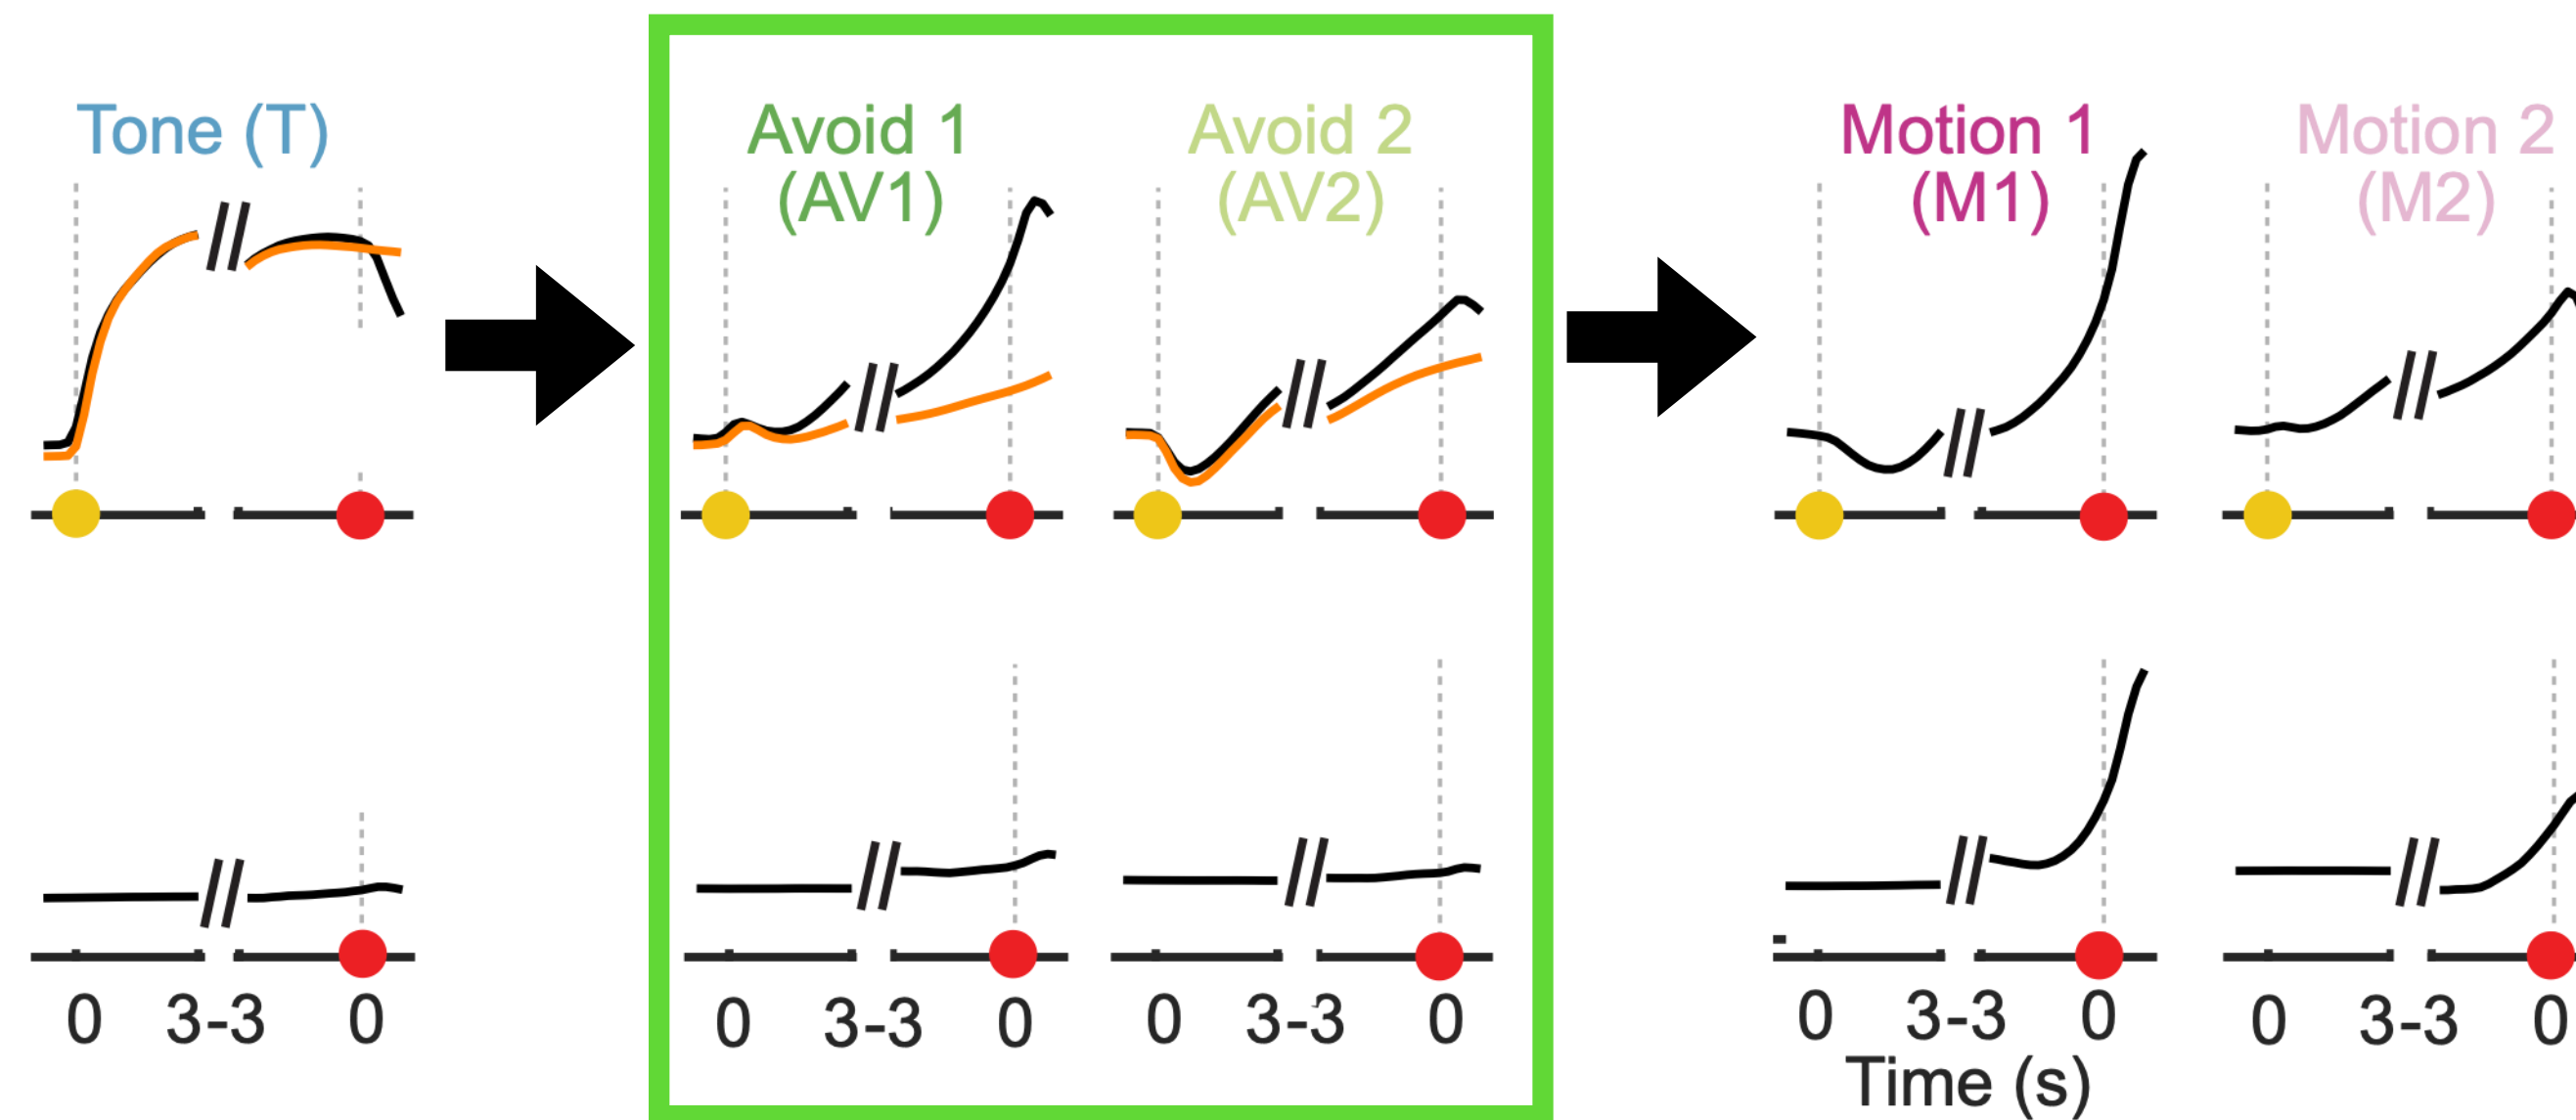 Tone (T)
Avoid 1
(AV1)
Avoid 2
(AV2)
Motion 1
(M1)
Motion 2
(M2)
0 3-3 0
0 3-3 0
0 3-3 0
0 3-3 0
0 3-3 0
Time (s)